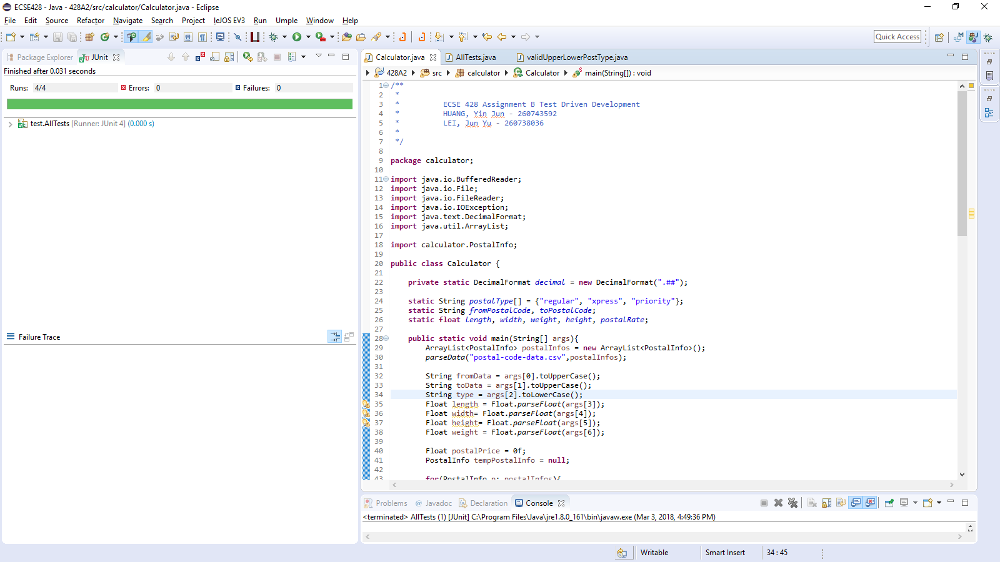 ECSE428 - Java - 428A2/src/calculator/Calculator.java - Eclipse
File Edit Source Refactor Navigate Search Project leJOS EV3 Run Umple Window Help
Quick Access
Package Explorer JUnit
Finished after 0.031 seconds
Runs: 4/4 Errors: 0 Failures: 0
test.AllTests [Runner: JUnit 4] (0.000 s)
Failure Trace
Calculator.java AllTests.java validUpperLowerPostType.java
428A2 src calculator Calculator main(String[]) : void
1 /**
2 *
3 * ECSE 428 Assignment B Test Driven Development
4 * HUANG, Yin Jun - 260743592
5 * LEI, Jun Yu - 260738036
6 *
7 */
8
9 package calculator;
10
11 import java.io.BufferedReader;
12 import java.io.File;
13 import java.io.FileReader;
14 import java.io.IOException;
15 import java.text.DecimalFormat;
16 import java.util.ArrayList;
17
18 import calculator.PostalInfo;
19
20 public class Calculator {
21
22 private static DecimalFormat decimal = new DecimalFormat(".##");
23
24 static String postalType[] = {"regular", "xpress", "priority"};
25 static String fromPostalCode, toPostalCode;
26 static float length, width, weight, height, postalRate;
27
28 public static void main(String[] args){
29 ArrayList<PostalInfo> postalInfos = new ArrayList<PostalInfo>();
30 parseData("postal-code-data.csv",postalInfos);
31
32 String fromData = args[0].toUpperCase();
33 String toData = args[1].toUpperCase();
34 String type = args[2].toLowerCase();
35 Float length = Float.parseFloat(args[3]);
36 Float width= Float.parseFloat(args[4]);
37 Float height= Float.parseFloat(args[5]);
38 Float weight = Float.parseFloat(args[6]);
39
40 Float postalPrice = 0f;
41 PostalInfo tempPostalInfo = null;
42
43 for(PostalInfo p: postalInfos){
Problems Javadoc Declaration Console
<terminated> AllTests (1) [JUnit] C:\Program Files\Java\jre1.8.0_161\bin\javaw.exe (Mar 3, 2018, 4:49:36 PM)
Writable Smart Insert 34 : 45